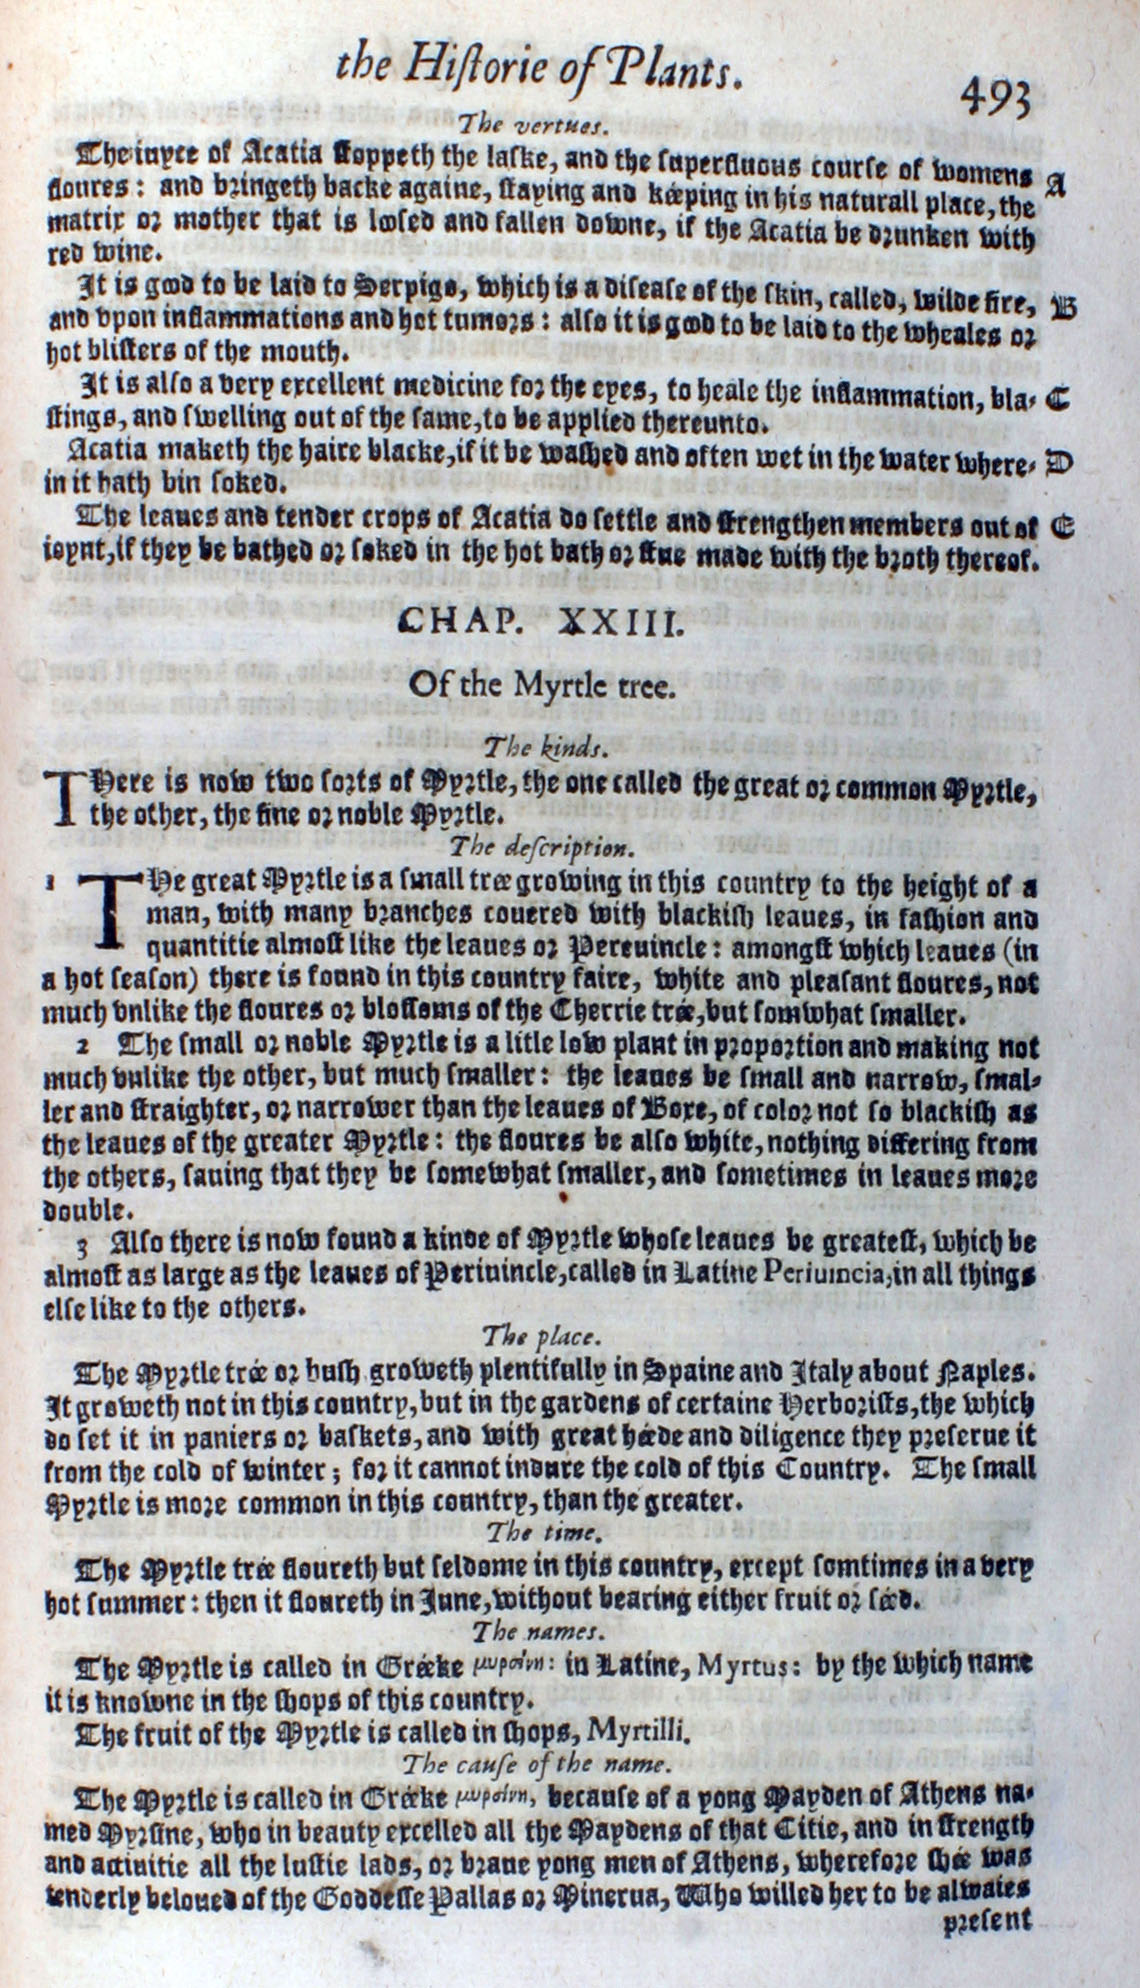 the Hiſtorie of Plants.
493
The vertues.
The iuyce of Acatia ſtoppeth the laſke, and the ſuperfluous courſe of womens A
floures: and bringeth backe againe, ſtaying and kéeping in his naturall place, the
matrix or mother that is looſed and fallen downe, if the Acatia be drunken with
red wine.
It is good to be laid to Serpigo, which is a diſeaſe of the ſkin, called, wilde fire, B
and vpon inflammations and hot tumors: alſo it is good to be laid to the wheales or
hot bliſters of the mouth.
It is alſo a very excellent medicine for the eyes, to heale the inflammation, bla- C
ſtings, and ſwelling out of the ſame, to be applied thereunto.
Acatia maketh the haire blacke, if it be waſhed and often wet in the water where- D
in it hath bin ſoked.
The leaues and tender crops of Acatia do ſettle and ſtrengthen members out of E
ioynt, if they be bathed or ſoked in the hot bath or ſtue made with the broth thereof.
CHAP. XXIII.
Of the Myrtle tree.
The kinds.
THere is now two ſorts of Myrtle, the one called the great or common Myrtle,
the other, the fine or noble Myrtle.
The deſcription.
1 THe great Myrtle is a ſmall trée growing in this country to the height of a
man, with many branches couered with blackiſh leaues, in faſhion and
quantitie almoſt like the leaues or Pereuincle: amongſt which leaues (in
a hot ſeaſon) there is found in this country faire, white and pleaſant floures, not
much vnlike the floures or bloſſoms of the Cherrie trée, but ſomwhat ſmaller.
2 The ſmall or noble Myrtle is a litle low plant in proportion and making not
much vnlike the other, but much ſmaller: the leaues be ſmall and narrow, ſmal-
ler and ſtraighter, or narrower than the leaues of Boxe, of color not ſo blackiſh as
the leaues of the greater Myrtle: the floures be alſo white, nothing differing from
the others, ſauing that they be ſomewhat ſmaller, and ſometimes in leaues more
double.
3 Alſo there is now found a kinde of Myrtle whoſe leaues be greateſt, which be
almoſt as large as the leaues of Periuincle, called in Latine Periuincia, in all things
elſe like to the others.
The place.
The Myrtle trée or buſh groweth plentifully in Spaine and Italy about Naples.
It groweth not in this country, but in the gardens of certaine Herboriſts, the which
do ſet it in paniers or baſkets, and with great héede and diligence they preſerue it
from the cold of winter; for it cannot indure the cold of this Country. The ſmall
Myrtle is more common in this country, than the greater.
The time.
The Myrtle trée floureth but ſeldome in this country, except ſomtimes in a very
hot ſummer: then it floureth in June, without bearing either fruit or ſéed.
The names.
The Myrtle is called in Gréeke μυρσίνη: in Latine, Myrtus: by the which name
it is knowne in the ſhops of this country.
The fruit of the Myrtle is called in ſhops, Myrtilli.
The cauſe of the name.
The Myrtle is called in Gréeke μυρσίνη, becauſe of a yong Mayden of Athens na-
med Myrſine, who in beauty excelled all the Maydens of that Citie, and in ſtrength
and actiuitie all the luſtie lads, or braue yong men of Athens, wherefore ſhée was
tenderly beloued of the Goddeſſe Pallas or Minerua, Who willed her to be alwaies
preſent